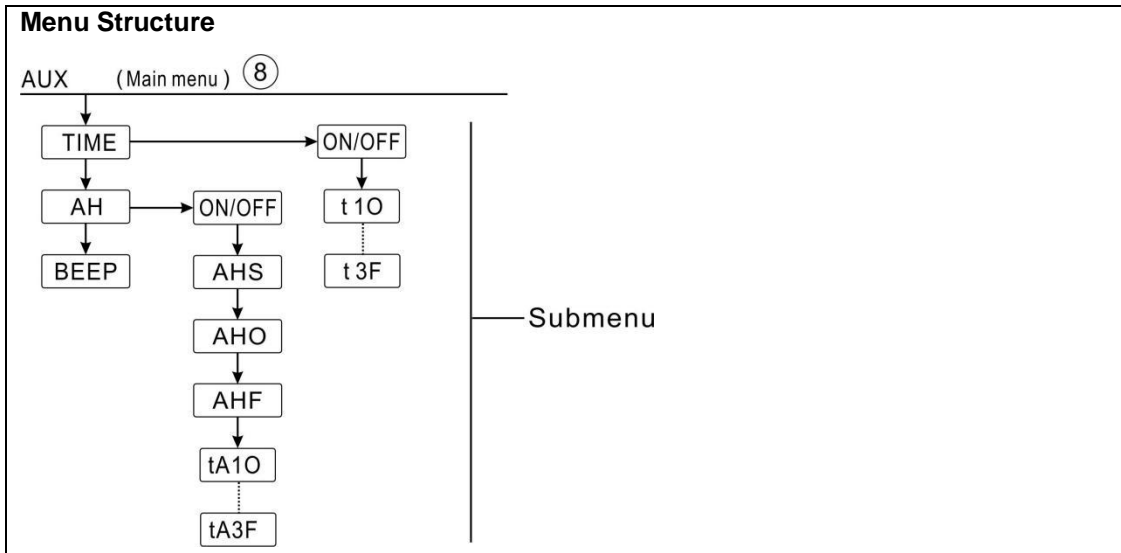 Menu Structure
AUX (Main menu) ⑧
TIME ON/OFF
AH ON/OFF t 1O
BEEP AHS t 3F
AHO Submenu
AHF
tA1O
tA3F